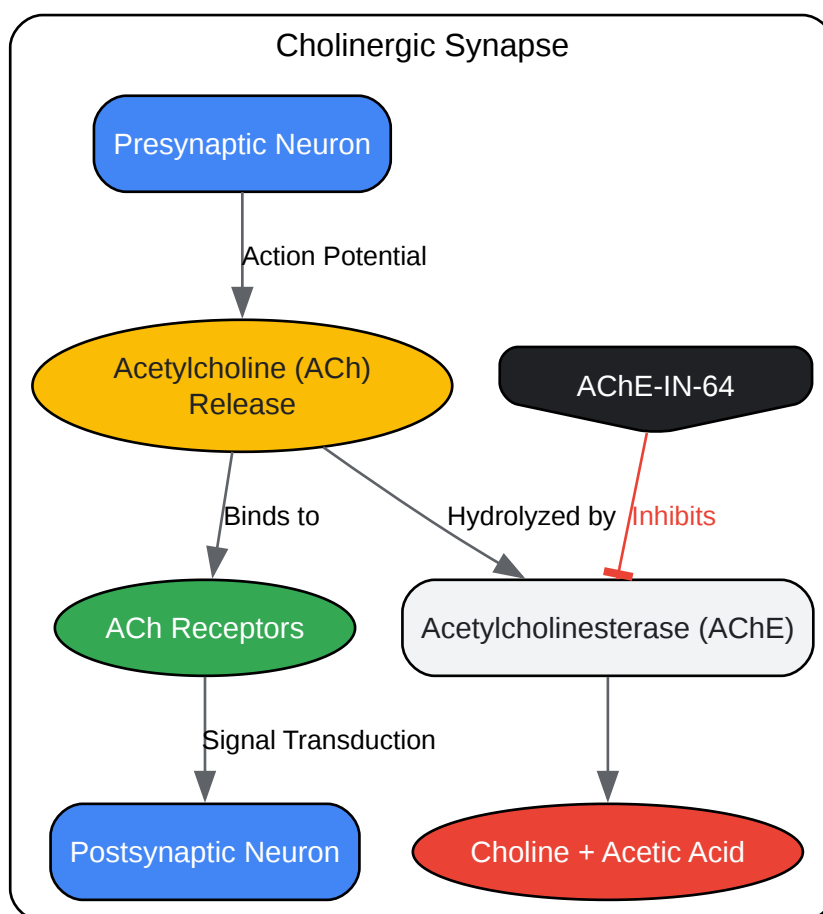 Cholinergic Synapse
Presynaptic Neuron
Action Potential
Acetylcholine (ACh)
Release
AChE-IN-64
Binds to
Hydrolyzed by
Inhibits
ACh Receptors
Acetylcholinesterase (AChE)
Signal Transduction
Postsynaptic Neuron
Choline + Acetic Acid